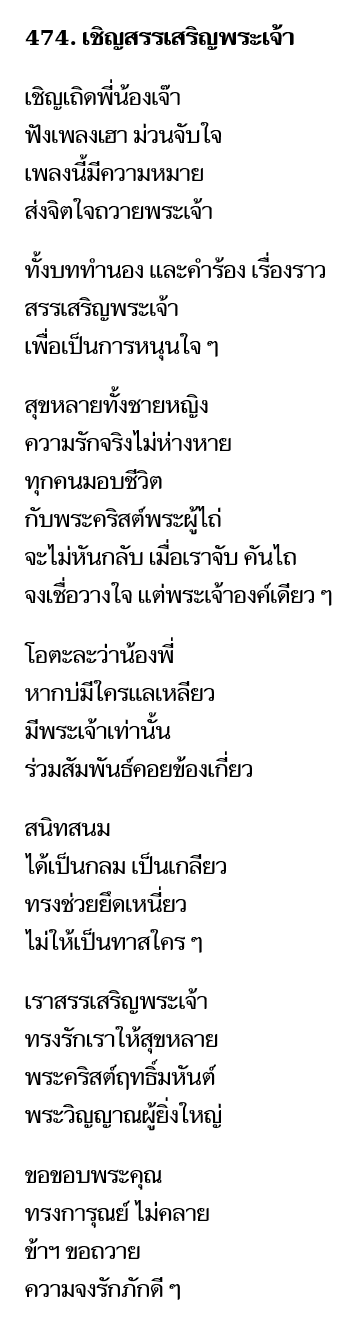 474. เชิญสรรเสริญพระเจ้า
เชิญเถิดพี่น้องเจ๊า
ฟังเพลงเฮา ม่วนจับใจ
เพลงนี้มีความหมาย
ส่งจิตใจถวายพระเจ้า
ทั้งบททำนอง และคำร้อง เรื่องราว
สรรเสริญพระเจ้า
เพื่อเป็นการหนุนใจ ๆ
สุขหลายทั้งชายหญิง
ความรักจริงไม่ห่างหาย
ทุกคนมอบชีวิต
กับพระคริสต์พระผู้ไถ่
จะไม่หันกลับ เมื่อเราจับ คันไถ
จงเชื่อวางใจ แต่พระเจ้าองค์เดียว ๆ
โอตะละว่าน้องพี่
หากบ่มีใครแลเหลียว
มีพระเจ้าเท่านั้น
ร่วมสัมพันธ์คอยข้องเกี่ยว
สนิทสนม
ได้เป็นกลม เป็นเกลียว
ทรงช่วยยึดเหนี่ยว
ไม่ให้เป็นทาสใคร ๆ
เราสรรเสริญพระเจ้า
ทรงรักเราให้สุขหลาย
พระคริสต์ฤทธิ์มหันต์
พระวิญญาณผู้ยิ่งใหญ่
ขอขอบพระคุณ
ทรงการุณย์ ไม่คลาย
ข้าฯ ขอถวาย
ความจงรักภักดี ๆ